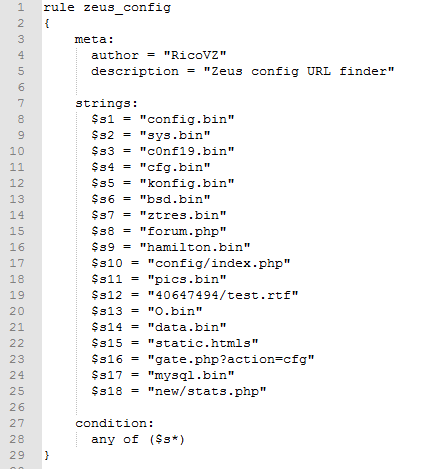 1 rule zeus_config
2 {
3 meta:
4 author = "RicoVZ"
5 description = "Zeus config URL finder"
6
7 strings:
8 $s1 = "config.bin"
9 $s2 = "sys.bin"
10 $s3 = "c0nf19.bin"
11 $s4 = "cfg.bin"
12 $s5 = "konfig.bin"
13 $s6 = "bsd.bin"
14 $s7 = "ztres.bin"
15 $s8 = "forum.php"
16 $s9 = "hamilton.bin"
17 $s10 = "config/index.php"
18 $s11 = "pics.bin"
19 $s12 = "40647494/test.rtf"
20 $s13 = "O.bin"
21 $s14 = "data.bin"
22 $s15 = "static.htmls"
23 $s16 = "gate.php?action=cfg"
24 $s17 = "mysql.bin"
25 $s18 = "new/stats.php"
26
27 condition:
28 any of ($s*)
29 }